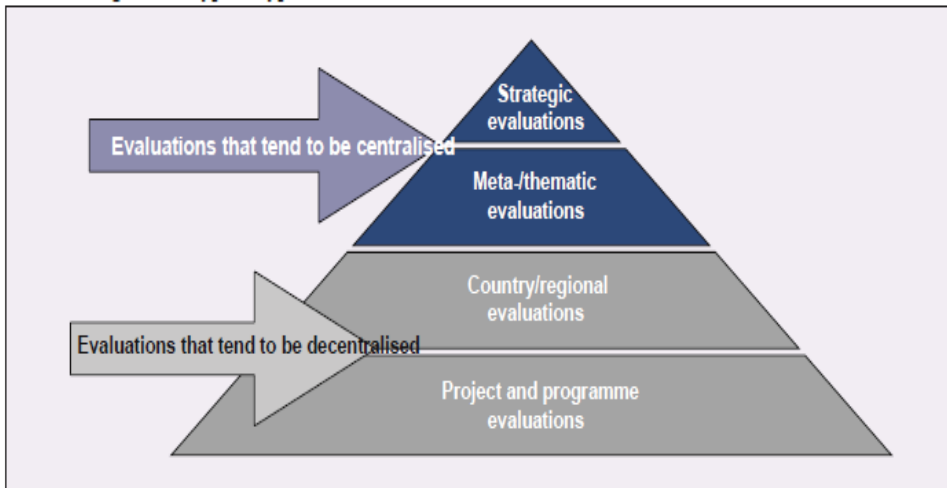 Strategic
evaluations
Evaluations that tend to be centralised
Meta-/thematic
evaluations
Country/regional
evaluations
Evaluations that tend to be decentralised
Project and programme
evaluations